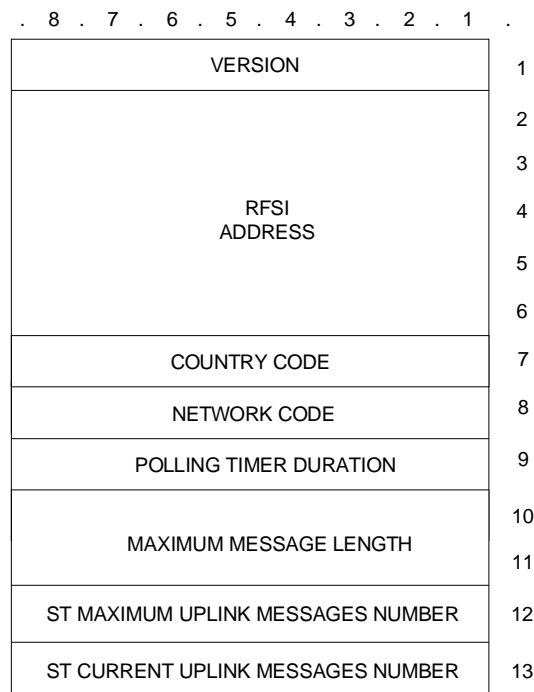 . 8 . 7 . 6 . 5 . 4 . 3 . 2 . 1 .
VERSION 1
2
3
RFSI 4
ADDRESS
5
6
COUNTRY CODE 7
NETWORK CODE 8
POLLING TIMER DURATION 9
10
MAXIMUM MESSAGE LENGTH
11
ST MAXIMUM UPLINK MESSAGES NUMBER 12
ST CURRENT UPLINK MESSAGES NUMBER 13